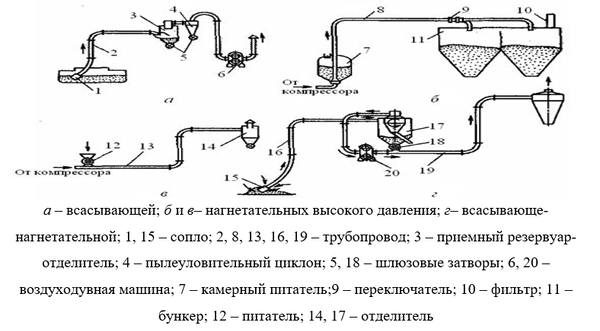 3
4
8
9
10
11
2
5
6
7
1
От
компрессора
а
б
12
13
14
16
17
18
От компрессора
15
20
19
в
г
а – всасывающей; б и в– нагнетательных высокого давления; г– всасывающе-
нагнетательной; 1, 15 – сопло; 2, 8, 13, 16, 19 – трубопровод; 3 – приемный резервуар-
отделитель; 4 – пылеуловительный циклон; 5, 18 – шлюзовые затворы; 6, 20 –
воздуходувная машина; 7 – камерный питатель;9 – переключатель; 10 – фильтр; 11 –
бункер; 12 – питатель; 14, 17 – отделитель